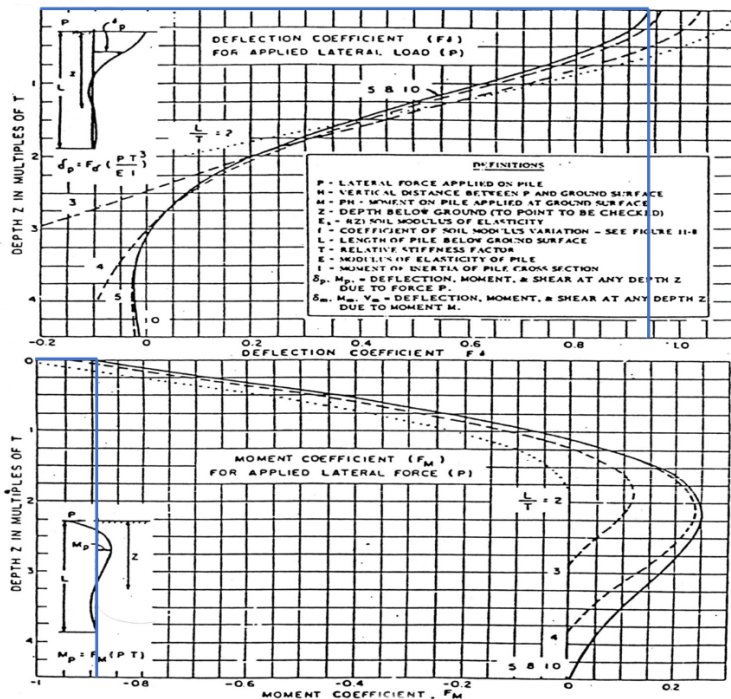 P
δp
L
Z
DEFLECTION COEFFICIENT (Fδ)
FOR APPLIED LATERAL LOAD (P)
1
2
3
4
DEPTH Z IN MULTIPLES OF T
5 & 10
L/T = 2
δp = Fδ (PT³/EI)
3
4
5
10
DEFINITIONS
P - LATERAL FORCE APPLIED ON PILE
H - VERTICAL DISTANCE BETWEEN P AND GROUND SURFACE
M - PH - MOMENT ON PILE APPLIED AT GROUND SURFACE
Z - DEPTH BELOW GROUND (TO POINT TO BE CHECKED)
SOIL MODULUS OF ELASTICITY
f - COEFFICIENT OF SOIL MODULUS VARIATION - SEE FIGURE 11-8
L - LENGTH OF PILE BELOW GROUND SURFACE
T - RELATIVE STIFFNESS FACTOR
E - MODULUS OF ELASTICITY OF PILE
I - MOMENT OF INERTIA OF PILE CROSS SECTION
δp, Mp, = DEFLECTION, MOMENT, & SHEAR AT ANY DEPTH Z
DUE TO FORCE P.
δm, Mm, Vm = DEFLECTION, MOMENT, & SHEAR AT ANY DEPTH Z
DUE TO MOMENT M.
-0.2 0 0.2 0.4 0.6 0.8 1.0
DEFLECTION COEFFICIENT Fδ
0
1
2
3
4
DEPTH Z IN MULTIPLES OF T
MOMENT COEFFICIENT (FM)
FOR APPLIED LATERAL FORCE (P)
L/T = 2
P
Mp
Z
L
3
4
5 & 10
Mp = FM (PT)
-1 -0.8 -0.6 -0.4 -0.2 0 0.2
MOMENT COEFFICIENT, FM